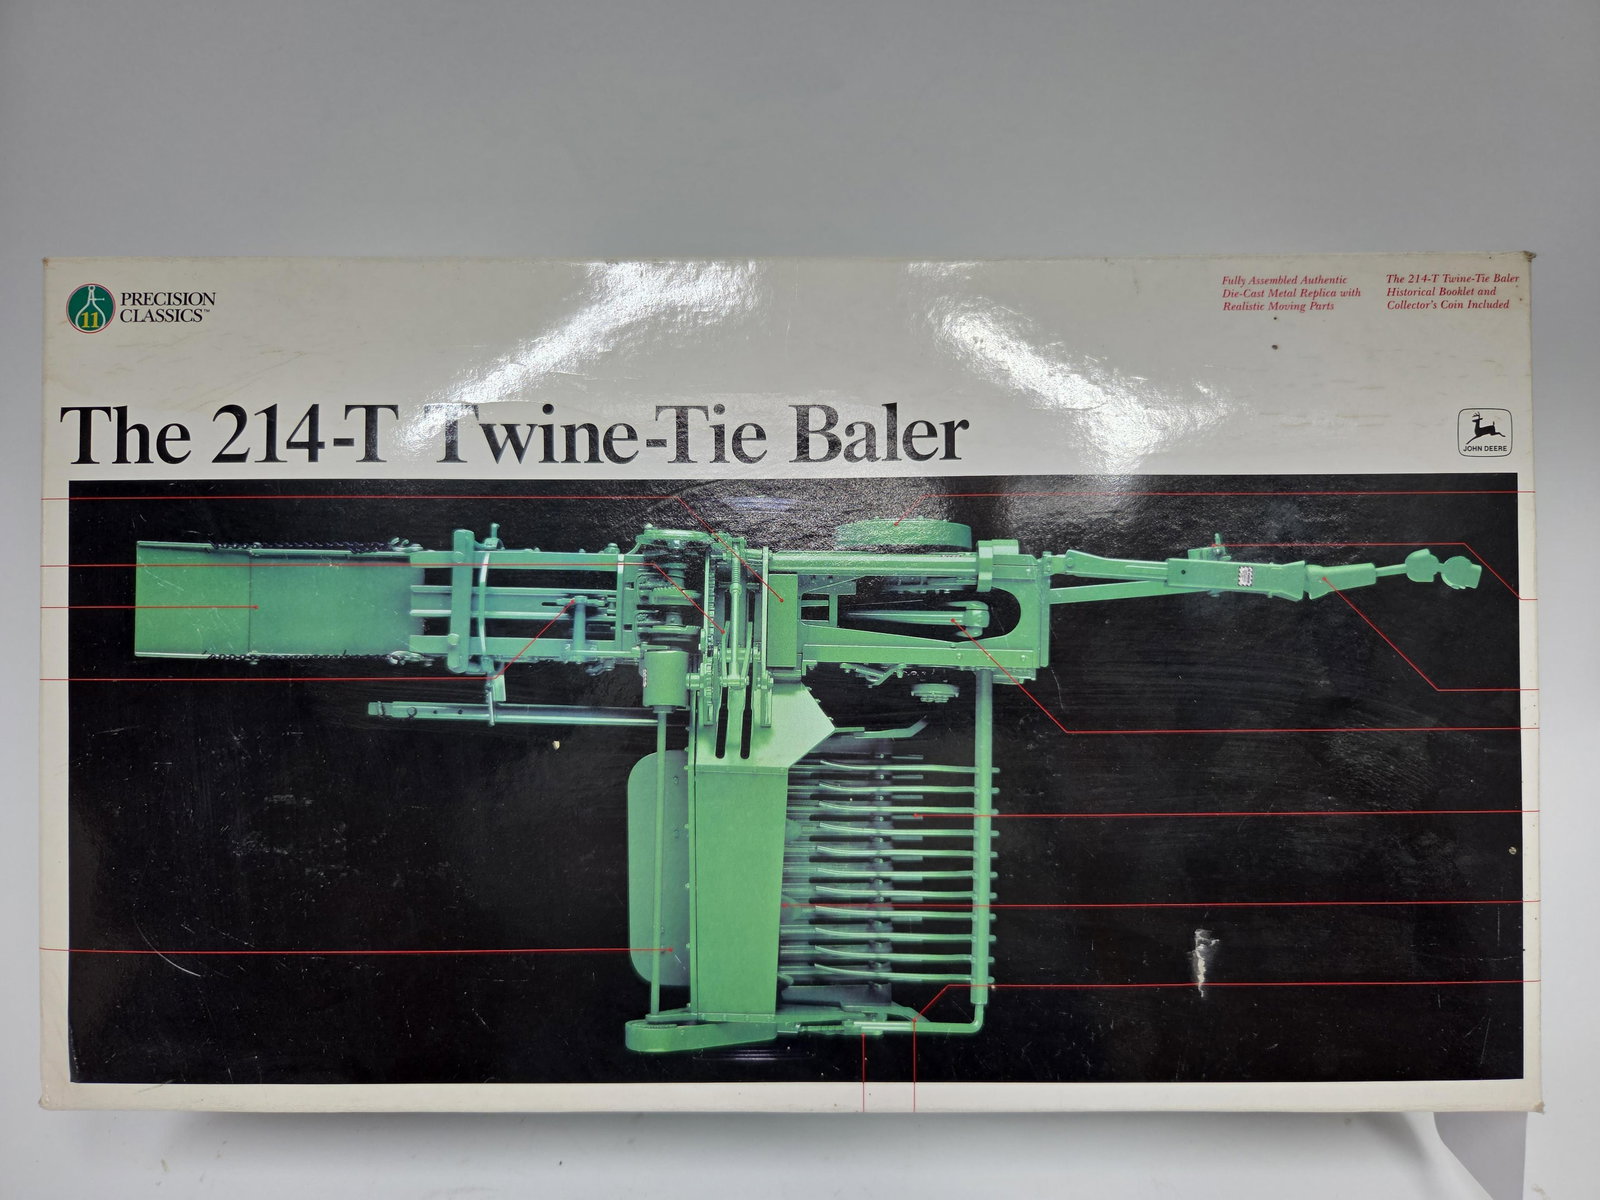 11
PRECISION
CLASSICS™
Fully Assembled Authentic
Die-Cast Metal Replica with
Realistic Moving Parts
The 214-T Twine-Tie Baler
Historical Booklet and
Collector's Coin Included
The 214-T Twine-Tie Baler
JOHN DEERE